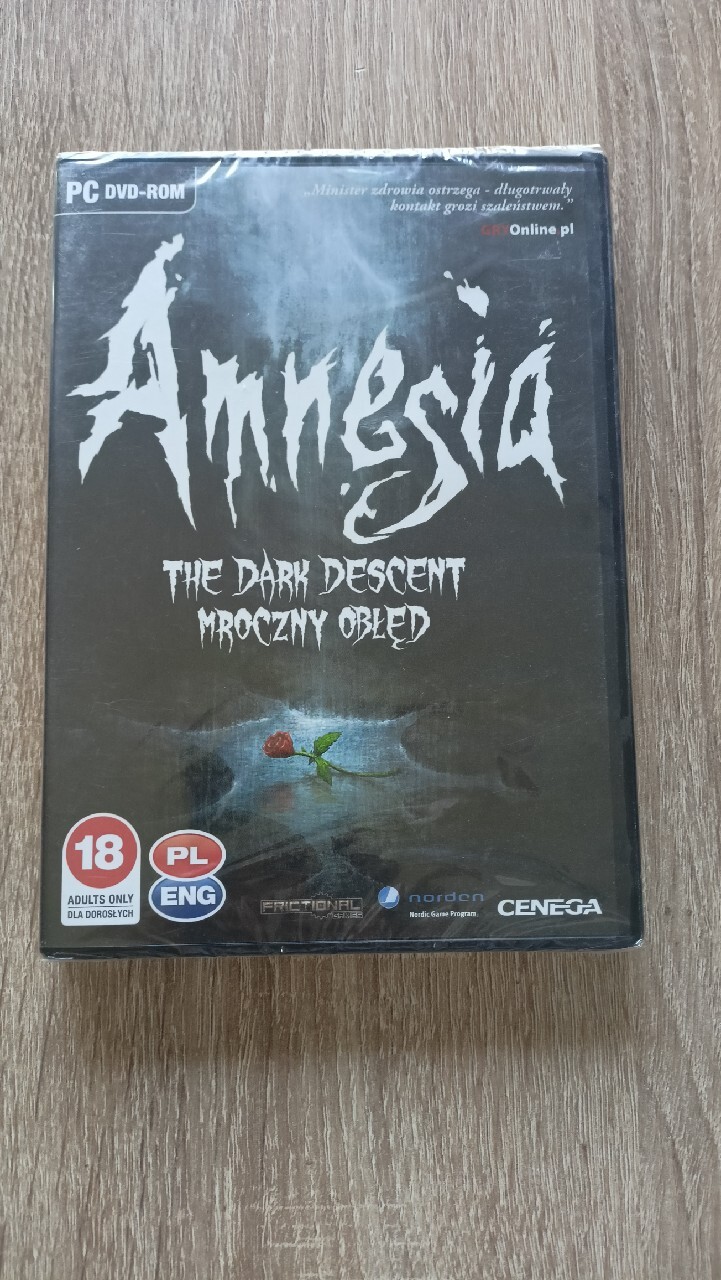 PC DVD-ROM
„Minister zdrowia ostrzega - długotrwały
kontakt grozi szaleństwem.”
GRYOnline.pl
Amnesia
THE DARK DESCENT
MROCZNY OBŁĘD
18
ADULTS ONLY
DLA DOROSŁYCH
PL
ENG
FRICTIONAL
GAMES
norden
Nordic Game Program.
CENEGA